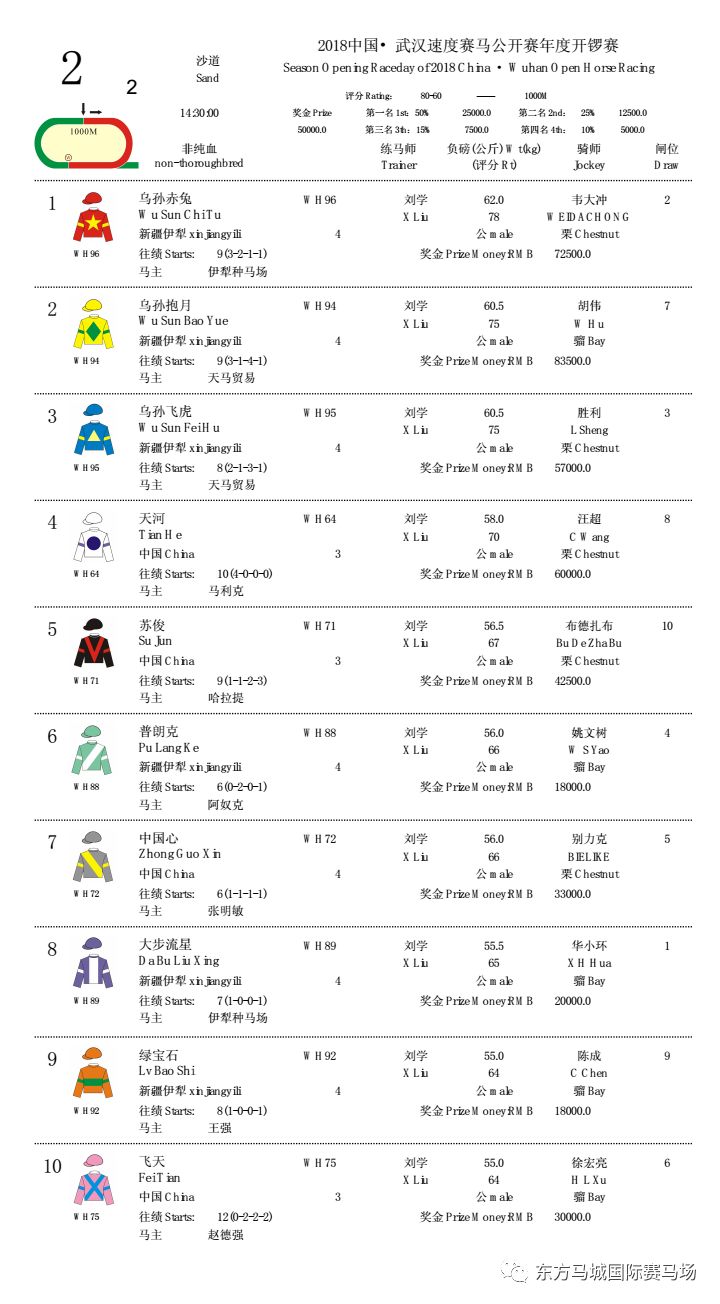 2018中国•武汉速度赛马公开赛年度开锣赛
2 2 沙道
Sand
Season Opening Raceday of 2018 China • Wuhan Open Horse Racing
评分 Rating: 80-60 —— 1000M
1000M
14:30:00 奖金 Prize 第一名 1st: 50% 25000.0 第二名 2nd: 25% 12500.0
50000.0 第三名 3th: 15% 7500.0 第四名 4th: 10% 5000.0
非纯血 练马师 负磅(公斤) Wt(kg) 骑师 闸位
non-thoroughbred Trainer (评分 Rt) Jockey Draw
1 乌孙赤兔 WH96 刘学 62.0 韦大冲 2
Wu Sun Chi Tu X Liu 78 WEIDACHONG
新疆伊犁 xinjiangyili 4 公 male 栗 Chestnut
WH96 往绩 Starts: 9(3-2-1-1) 奖金 Prize Money:RMB 72500.0
马主 伊犁种马场
2 乌孙抱月 WH94 刘学 60.5 胡伟 7
Wu Sun Bao Yue X Liu 75 W Hu
新疆伊犁 xinjiangyili 4 公 male 骝 Bay
WH94 往绩 Starts: 9(3-1-4-1) 奖金 Prize Money:RMB 83500.0
马主 天马贸易
3 乌孙飞虎 WH95 刘学 60.5 胜利 3
Wu Sun Fei Hu X Liu 75 L Sheng
新疆伊犁 xinjiangyili 4 公 male 栗 Chestnut
WH95 往绩 Starts: 8(2-1-3-1) 奖金 Prize Money:RMB 57000.0
马主 天马贸易
4 天河 WH64 刘学 58.0 汪超 8
Tian He X Liu 70 C Wang
中国 China 3 公 male 栗 Chestnut
WH64 往绩 Starts: 10(4-0-0-0) 奖金 Prize Money:RMB 60000.0
马主 马利克
5 苏俊 WH71 刘学 56.5 布德扎布 10
Su Jun X Liu 67 Bu De Zha Bu
中国 China 3 公 male 栗 Chestnut
WH71 往绩 Starts: 9(1-1-2-3) 奖金 Prize Money:RMB 42500.0
马主 哈拉提
6 普朗克 WH88 刘学 56.0 姚文树 4
Pu Lang Ke X Liu 66 W S Yao
新疆伊犁 xinjiangyili 4 公 male 骝 Bay
WH88 往绩 Starts: 6(0-2-0-1) 奖金 Prize Money:RMB 18000.0
马主 阿奴克
7 中国心 WH72 刘学 56.0 别力克 5
Zhong Guo Xin X Liu 66 BIELIKE
中国 China 4 公 male 栗 Chestnut
WH72 往绩 Starts: 6(1-1-1-1) 奖金 Prize Money:RMB 33000.0
马主 张明敏
8 大步流星 WH89 刘学 55.5 华小环 1
Da Bu Liu Xing X Liu 65 X H Hua
新疆伊犁 xinjiangyili 4 公 male 骝 Bay
WH89 往绩 Starts: 7(1-0-0-1) 奖金 Prize Money:RMB 20000.0
马主 伊犁种马场
9 绿宝石 WH92 刘学 55.0 陈成 9
Lv Bao Shi X Liu 64 C Chen
新疆伊犁 xinjiangyili 4 公 male 骝 Bay
WH92 往绩 Starts: 8(1-0-0-1) 奖金 Prize Money:RMB 18000.0
马主 王强
10 飞天 WH75 刘学 55.0 徐宏亮 6
Fei Tian X Liu 64 H L Xu
中国 China 3 公 male 骝 Bay
WH75 往绩 Starts: 12(0-2-2-2) 奖金 Prize Money:RMB 30000.0
马主 赵德强
东方马城国际赛马场